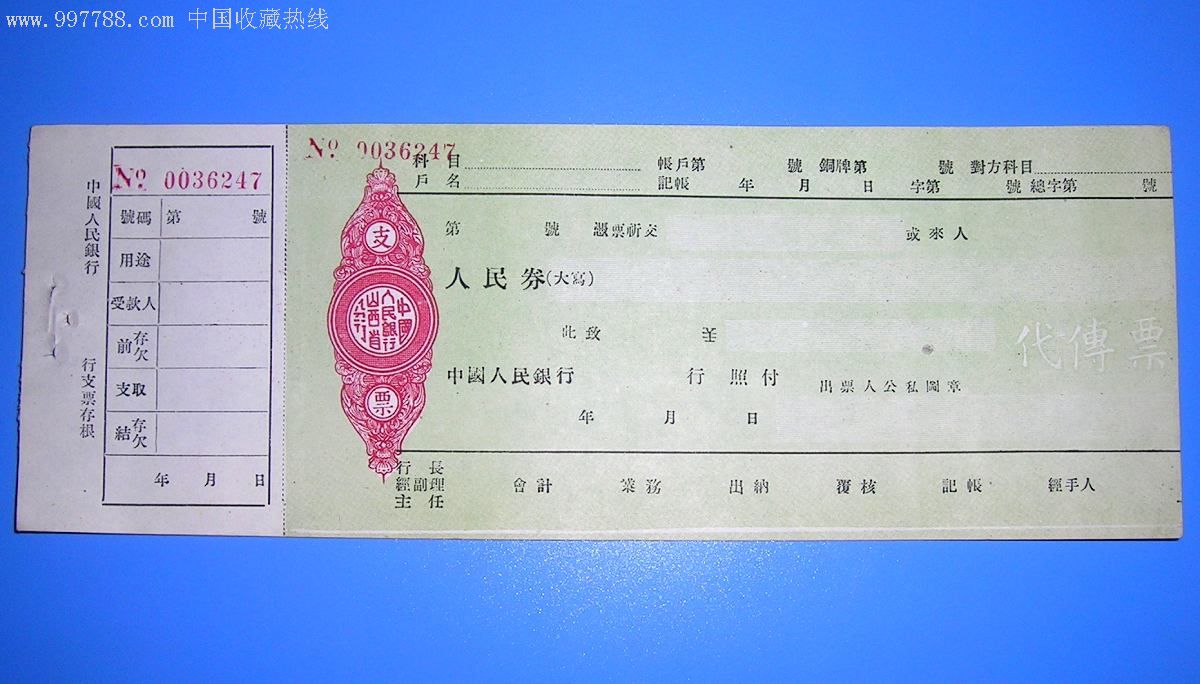 www.997788.com 中国收藏热线
中國人民銀行 行支票存根
№ 0036247
號碼 第 號
用途
受款人
前存欠
支取
結存欠
年 月 日
№ 0036247
科目 帳戶第 號 銅牌第 號 對方科目
戶名 記帳 年 月 日 字第 號 總字第 號
支
中國人民銀行山西省分行
票
第 號 憑票祈交 或來人
人民券(大寫)
此致 ¥
代傳票
中國人民銀行 行 照付 出票人公私圖章
年 月 日
行長
經副理 會計 業務 出納 覆核 記帳 經手人
主任